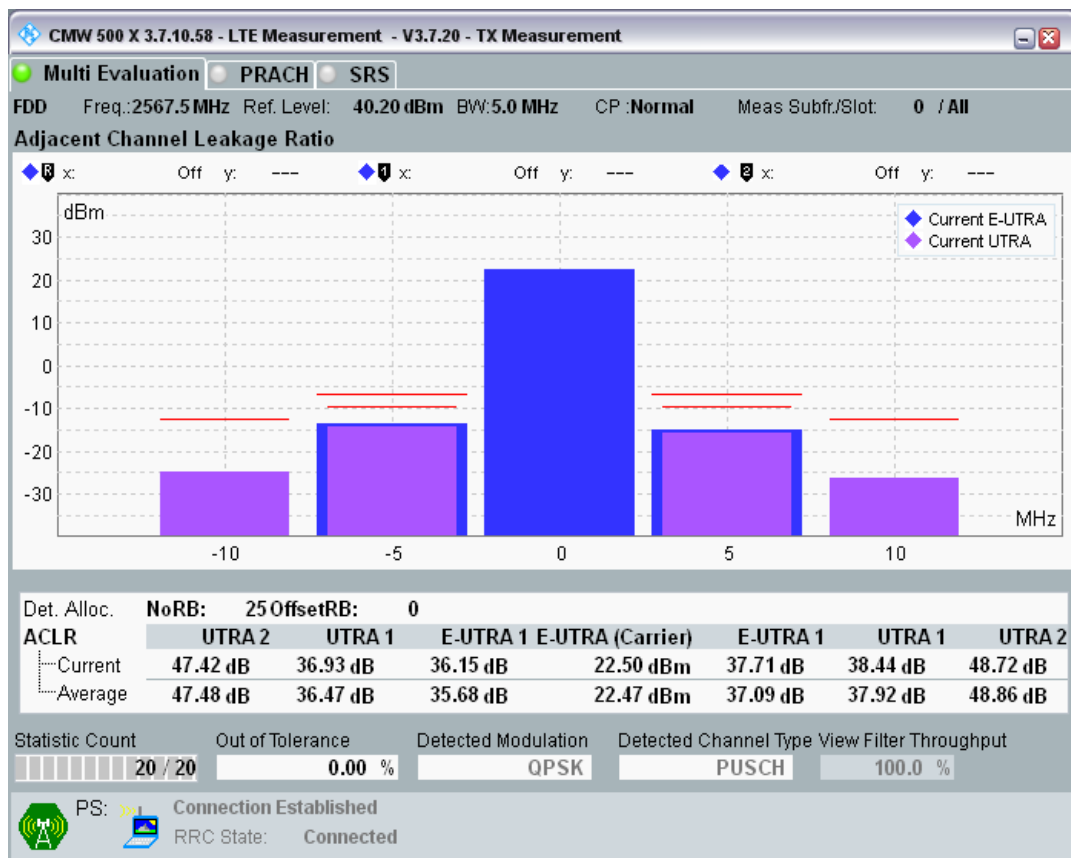 CMW 500 X 3.7.10.58 - LTE Measurement - V3.7.20 - TX Measurement
Multi Evaluation PRACH SRS
FDD Freq.:2567.5 MHz Ref. Level: 40.20 dBm BW:5.0 MHz CP :Normal Meas Subfr./Slot: 0 / All
Adjacent Channel Leakage Ratio
R x: Off y: --- 1 x: Off y: --- 2 x: Off y: ---
dBm
Current E-UTRA
Current UTRA
30
20
10
0
-10
-20
-30
MHz
-10 -5 0 5 10
Det. Alloc. NoRB: 25 OffsetRB: 0
ACLR UTRA 2 UTRA 1 E-UTRA 1 E-UTRA (Carrier) E-UTRA 1 UTRA 1 UTRA 2
Current 47.42 dB 36.93 dB 36.15 dB 22.50 dBm 37.71 dB 38.44 dB 48.72 dB
Average 47.48 dB 36.47 dB 35.68 dB 22.47 dBm 37.09 dB 37.92 dB 48.86 dB
Statistic Count Out of Tolerance Detected Modulation Detected Channel Type View Filter Throughput
20 / 20 0.00 % QPSK PUSCH 100.0 %
PS: Connection Established
RRC State: Connected